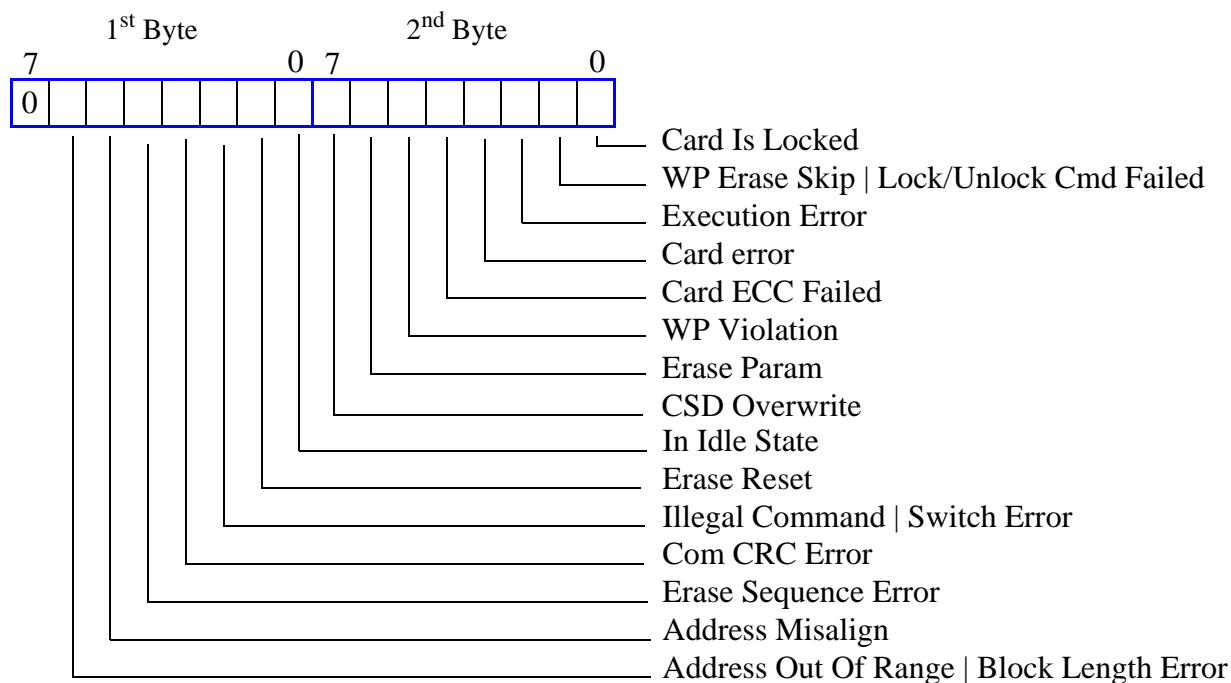 1st Byte 2nd Byte
7 0 7 0
0
Card Is Locked
WP Erase Skip | Lock/Unlock Cmd Failed
Execution Error
Card error
Card ECC Failed
WP Violation
Erase Param
CSD Overwrite
In Idle State
Erase Reset
Illegal Command | Switch Error
Com CRC Error
Erase Sequence Error
Address Misalign
Address Out Of Range | Block Length Error